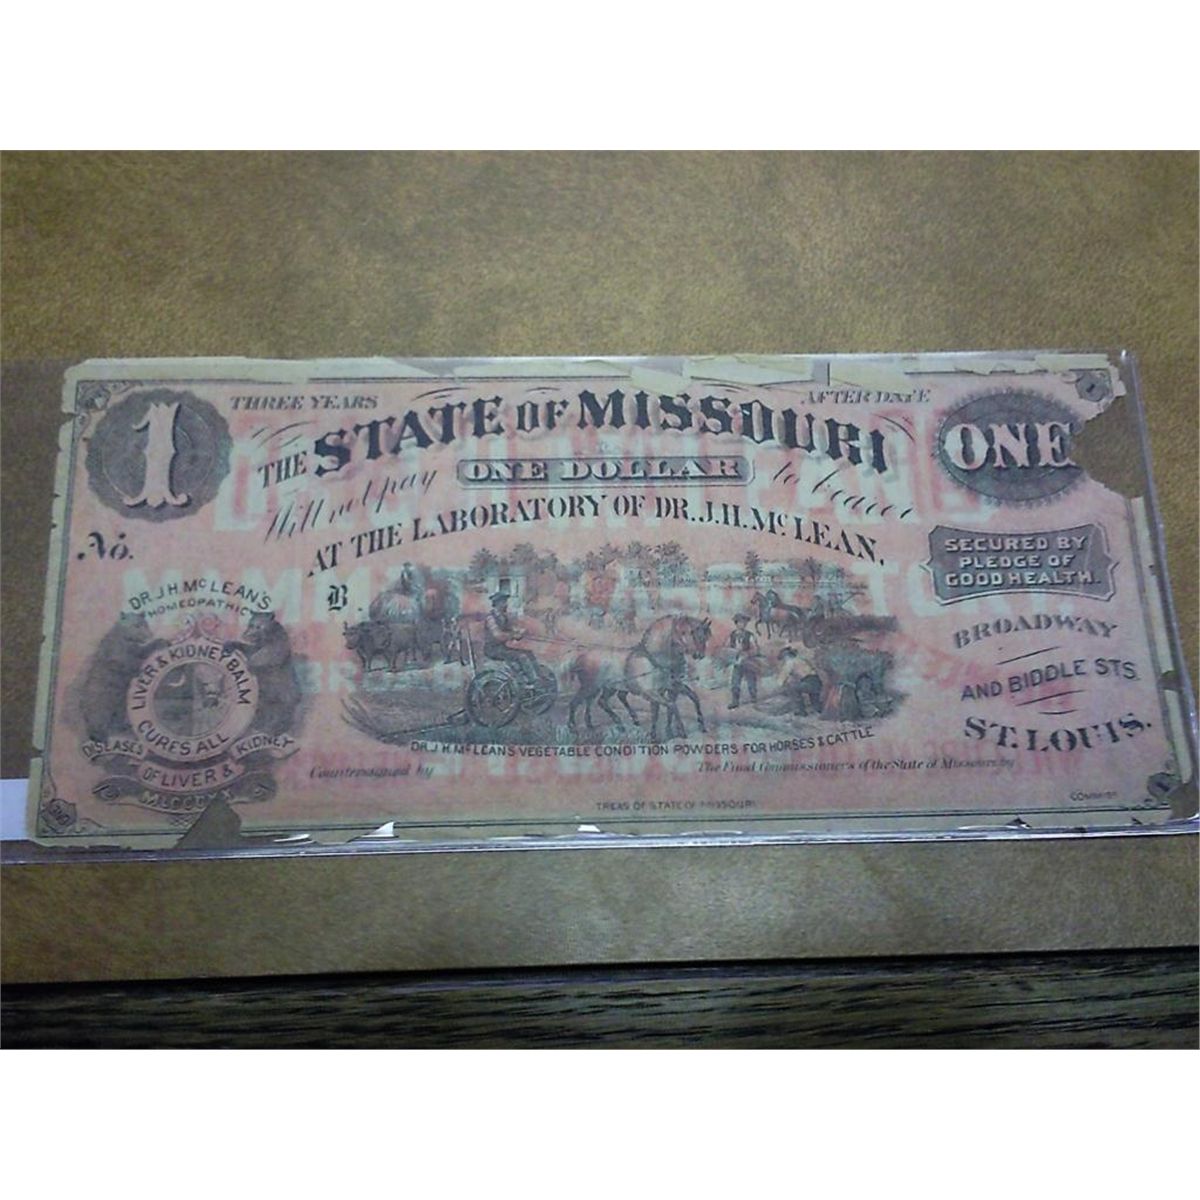 1
THREE YEARS
AFTER DATE
THE STATE OF MISSOURI
ONE
Will not pay ONE DOLLAR to
AT THE LABORATORY OF DR. J. H. McLEAN.
No.
B
SECURED BY
PLEDGE OF
GOOD HEALTH.
BROADWAY
AND BIDDLE STS.
ST. LOUIS.
DR. J H. McLEAN'S
HOMEOPATHIC
LIVER & KIDNEY BALM
CURES ALL
DISEASES OF LIVER & KIDNEY
DR. J H. McLEAN'S VEGETABLE CONDITION POWDERS FOR HORSES & CATTLE
Countersigned by
The Fund Commissioners of the State of Missouri by
TREAS OF STATE OF MISSOURI